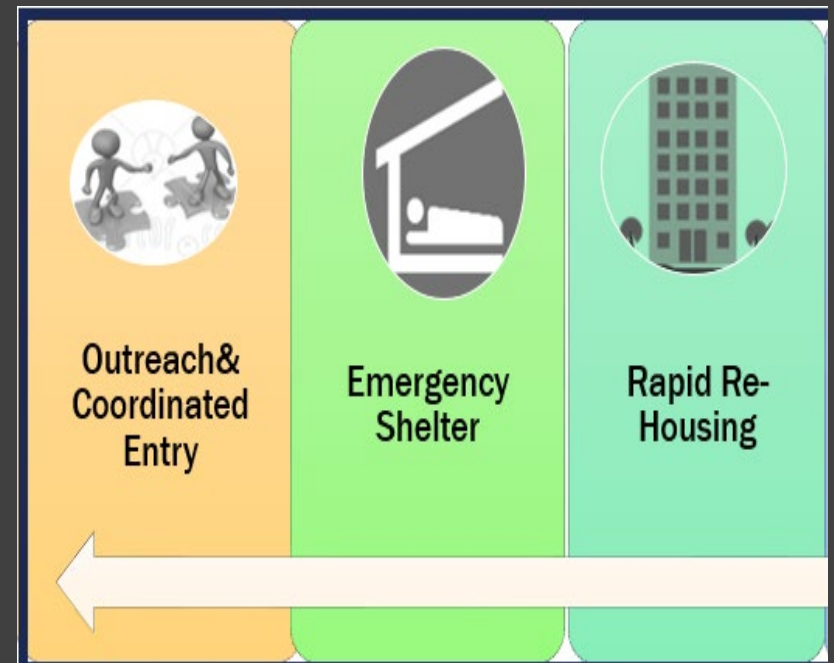 Outreach&
Coordinated
Entry
Emergency
Shelter
Rapid Re-
Housing